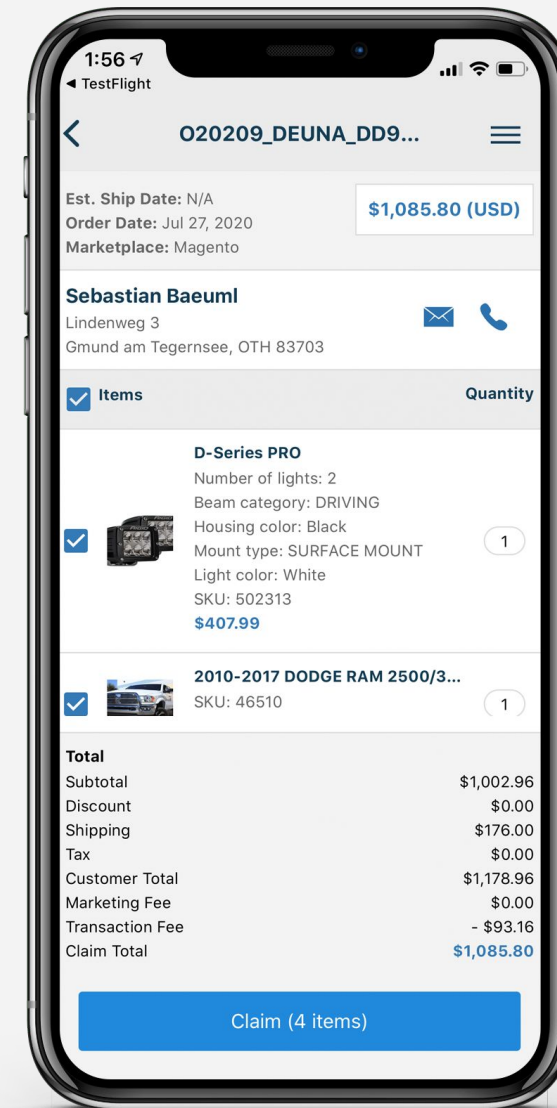 1:56
◀ TestFlight
O20209_DEUNA_DD9...
Est. Ship Date: N/A
Order Date: Jul 27, 2020
Marketplace: Magento
$1,085.80 (USD)
Sebastian Baeuml
Lindenweg 3
Gmund am Tegernsee, OTH 83703
Items Quantity
D-Series PRO
Number of lights: 2
Beam category: DRIVING
Housing color: Black
Mount type: SURFACE MOUNT
Light color: White
SKU: 502313
$407.99
1
2010-2017 DODGE RAM 2500/3...
SKU: 46510
1
Total
Subtotal $1,002.96
Discount $0.00
Shipping $176.00
Tax $0.00
Customer Total $1,178.96
Marketing Fee $0.00
Transaction Fee - $93.16
Claim Total $1,085.80
Claim (4 items)